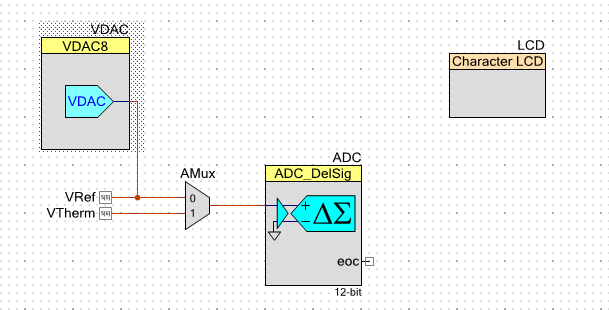 VDAC
VDAC8
VDAC
LCD
Character LCD
ADC
ADC_DelSig
AMux
VRef
0
VTherm
1
+
ΔΣ
−
eoc
12-bit